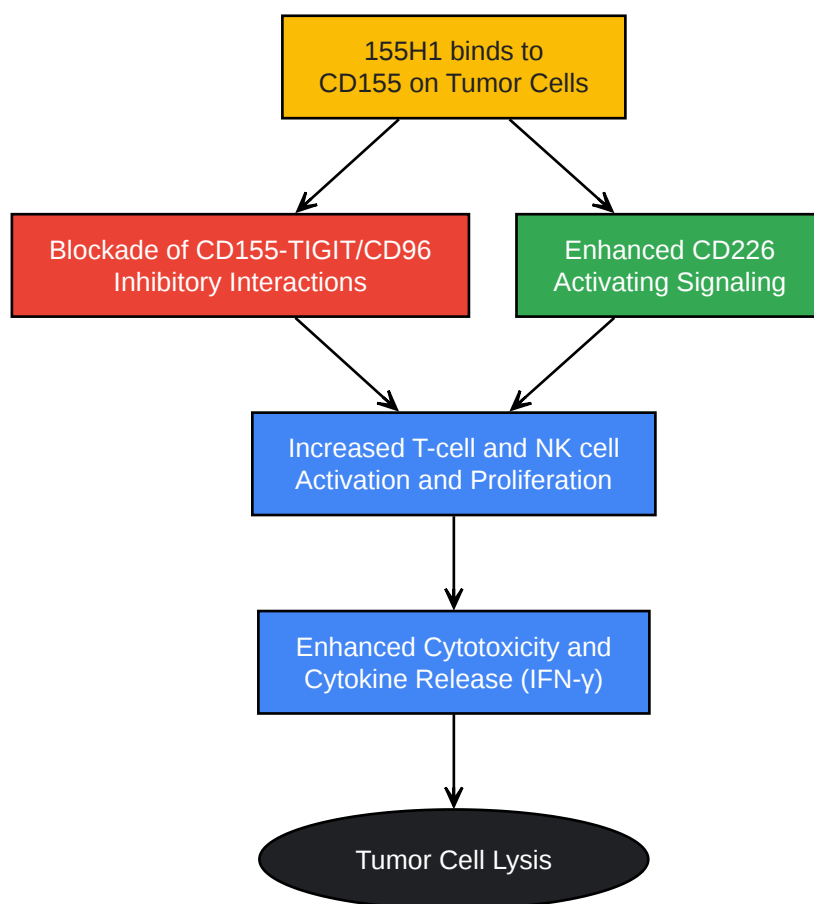 155H1 binds to
CD155 on Tumor Cells
Blockade of CD155-TIGIT/CD96
Inhibitory Interactions
Enhanced CD226
Activating Signaling
Increased T-cell and NK cell
Activation and Proliferation
Enhanced Cytotoxicity and
Cytokine Release (IFN-γ)
Tumor Cell Lysis